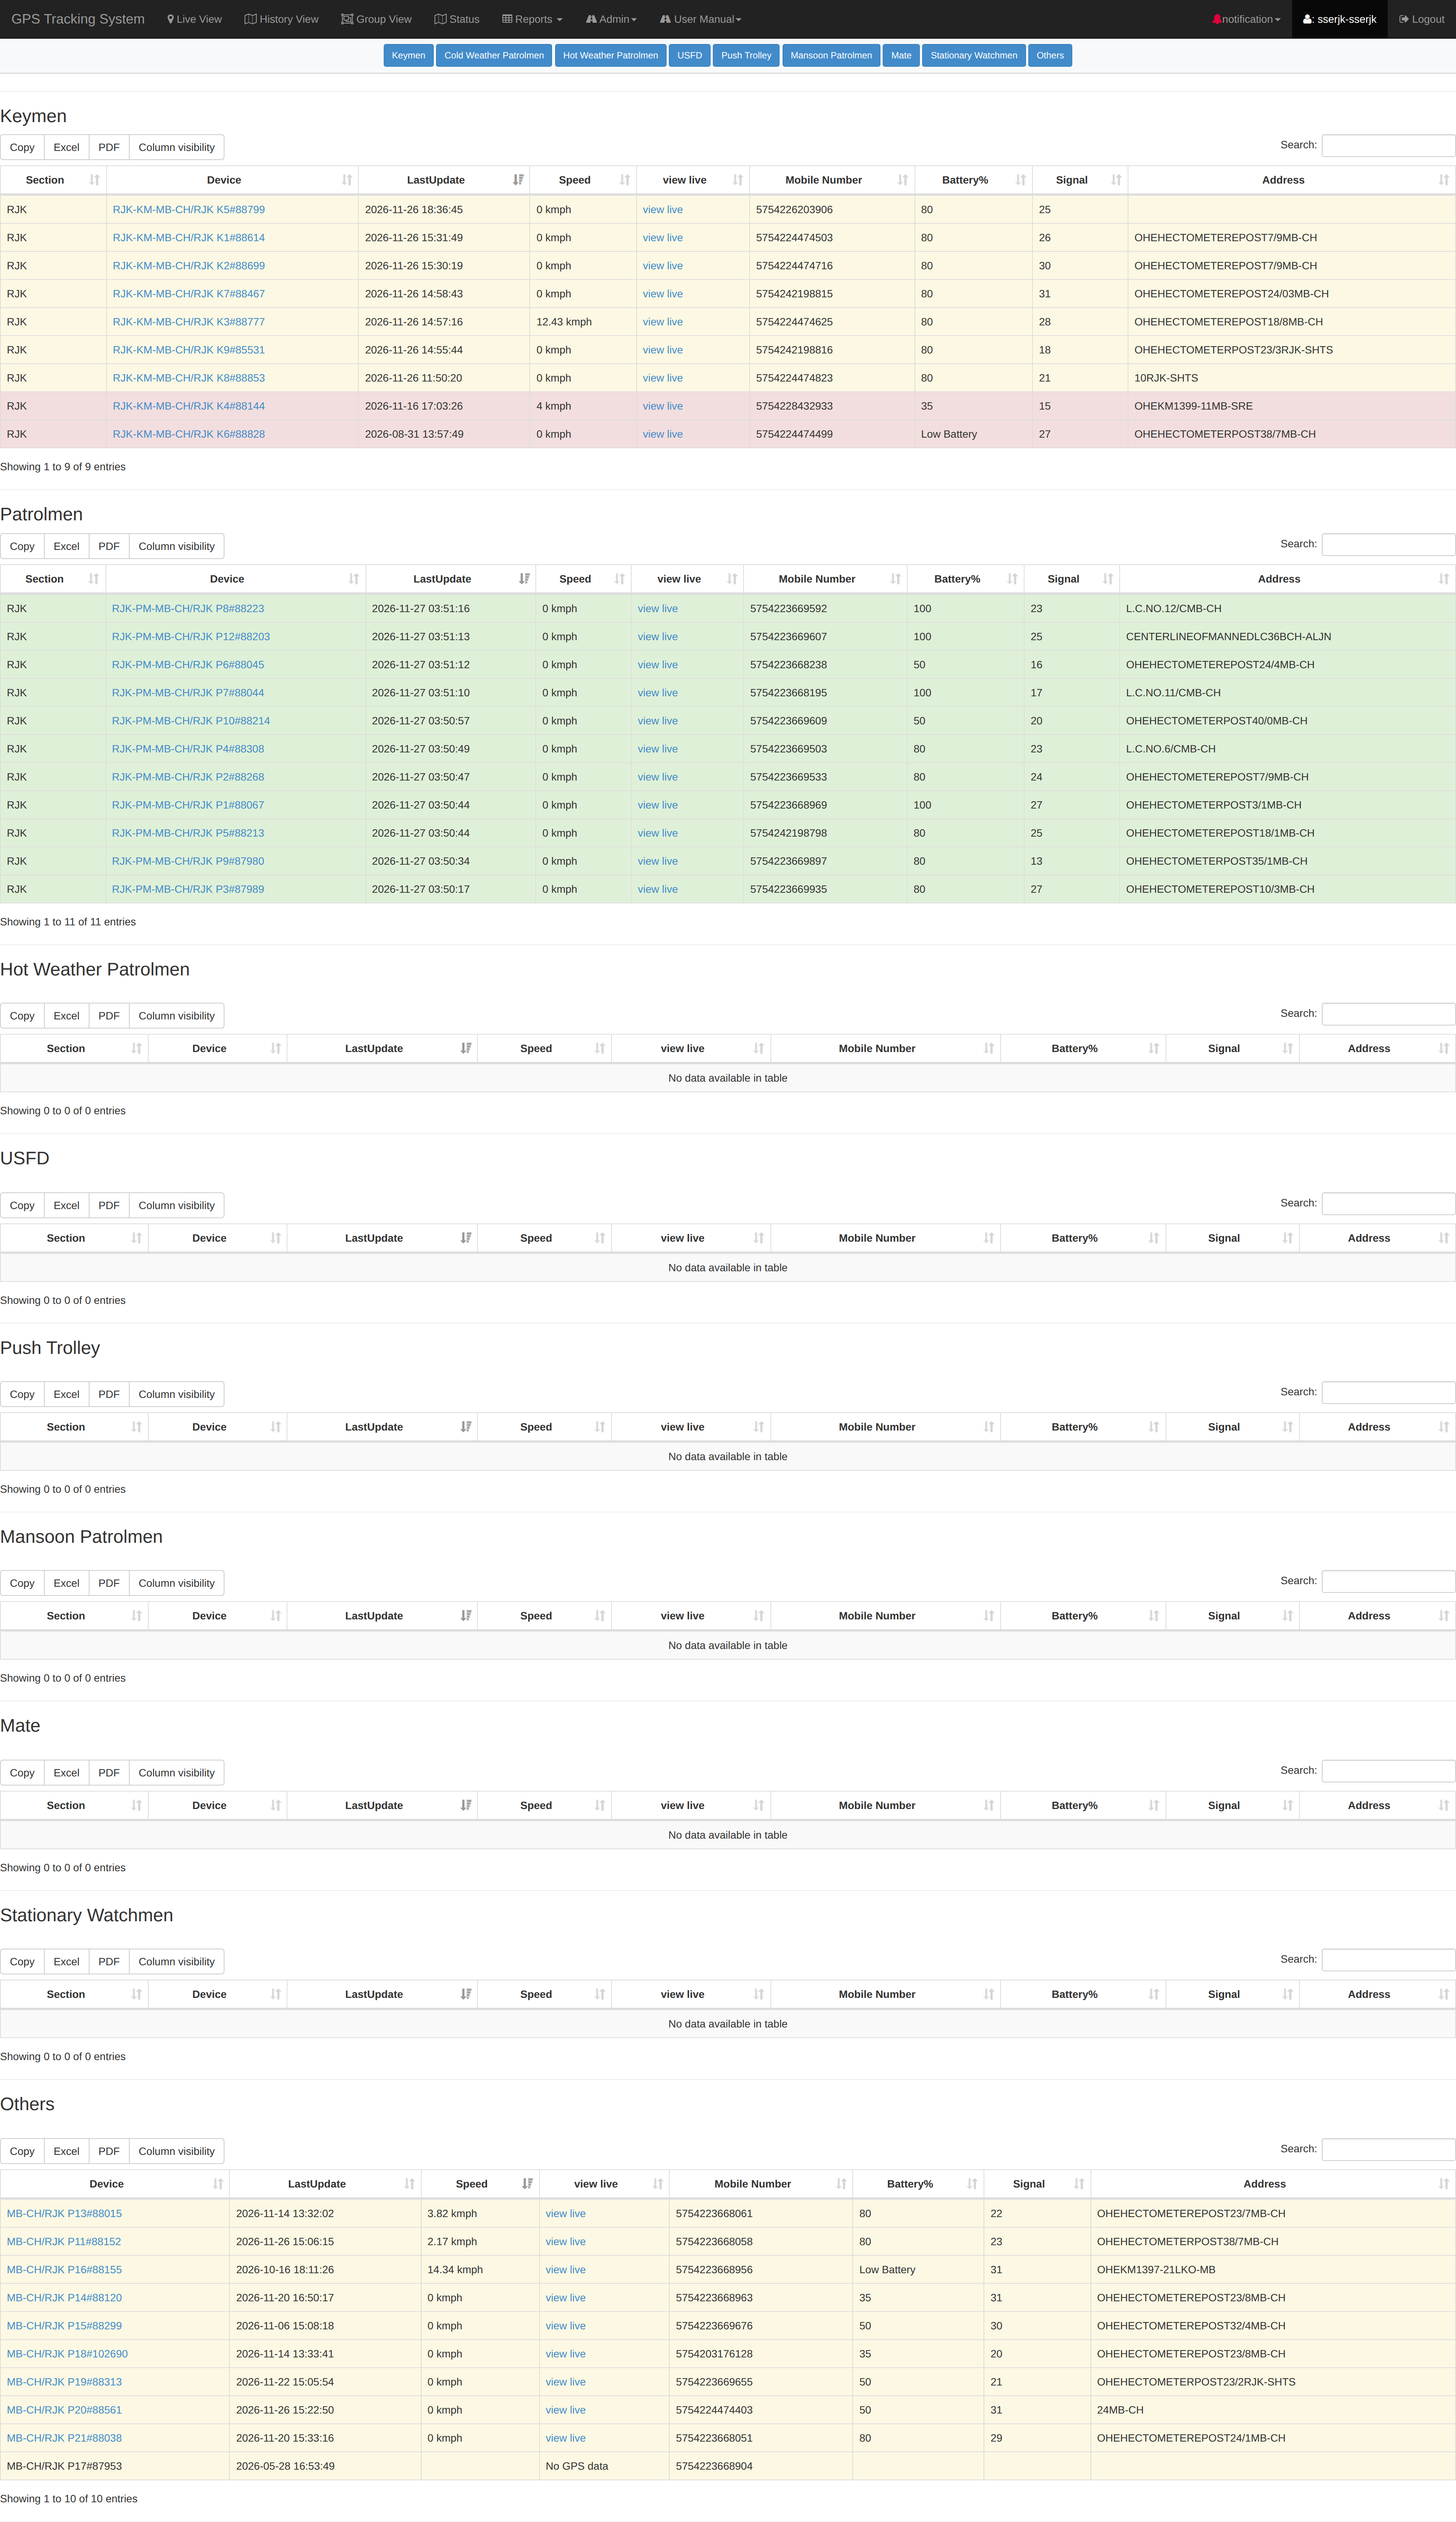 GPS Tracking System Live View History View Group View Status Reports Admin User Manual notification : sserjk-sserjk Logout
Keymen Cold Weather Patrolmen Hot Weather Patrolmen USFD Push Trolley Mansoon Patrolmen Mate Stationary Watchmen Others
Keymen
Copy Excel PDF Column visibility Search:
Section Device LastUpdate Speed view live Mobile Number Battery% Signal Address
RJK RJK-KM-MB-CH/RJK K5#88799 2026-11-26 18:36:45 0 kmph view live 5754226203906 80 25
RJK RJK-KM-MB-CH/RJK K1#88614 2026-11-26 15:31:49 0 kmph view live 5754224474503 80 26 OHEHECTOMETEREPOST7/9MB-CH
RJK RJK-KM-MB-CH/RJK K2#88699 2026-11-26 15:30:19 0 kmph view live 5754224474716 80 30 OHEHECTOMETEREPOST7/9MB-CH
RJK RJK-KM-MB-CH/RJK K7#88467 2026-11-26 14:58:43 0 kmph view live 5754242198815 80 31 OHEHECTOMETEREPOST24/03MB-CH
RJK RJK-KM-MB-CH/RJK K3#88777 2026-11-26 14:57:16 12.43 kmph view live 5754224474625 80 28 OHEHECTOMETEREPOST18/8MB-CH
RJK RJK-KM-MB-CH/RJK K9#85531 2026-11-26 14:55:44 0 kmph view live 5754242198816 80 18 OHEHECTOMETERPOST23/3RJK-SHTS
RJK RJK-KM-MB-CH/RJK K8#88853 2026-11-26 11:50:20 0 kmph view live 5754224474823 80 21 10RJK-SHTS
RJK RJK-KM-MB-CH/RJK K4#88144 2026-11-16 17:03:26 4 kmph view live 5754228432933 35 15 OHEKM1399-11MB-SRE
RJK RJK-KM-MB-CH/RJK K6#88828 2026-08-31 13:57:49 0 kmph view live 5754224474499 Low Battery 27 OHEHECTOMETERPOST38/7MB-CH
Showing 1 to 9 of 9 entries
Patrolmen
Copy Excel PDF Column visibility Search:
Section Device LastUpdate Speed view live Mobile Number Battery% Signal Address
RJK RJK-PM-MB-CH/RJK P8#88223 2026-11-27 03:51:16 0 kmph view live 5754223669592 100 23 L.C.NO.12/CMB-CH
RJK RJK-PM-MB-CH/RJK P12#88203 2026-11-27 03:51:13 0 kmph view live 5754223669607 100 25 CENTERLINEOFMANNEDLC36BCH-ALJN
RJK RJK-PM-MB-CH/RJK P6#88045 2026-11-27 03:51:12 0 kmph view live 5754223668238 50 16 OHEHECTOMETEREPOST24/4MB-CH
RJK RJK-PM-MB-CH/RJK P7#88044 2026-11-27 03:51:10 0 kmph view live 5754223668195 100 17 L.C.NO.11/CMB-CH
RJK RJK-PM-MB-CH/RJK P10#88214 2026-11-27 03:50:57 0 kmph view live 5754223669609 50 20 OHEHECTOMETERPOST40/0MB-CH
RJK RJK-PM-MB-CH/RJK P4#88308 2026-11-27 03:50:49 0 kmph view live 5754223669503 80 23 L.C.NO.6/CMB-CH
RJK RJK-PM-MB-CH/RJK P2#88268 2026-11-27 03:50:47 0 kmph view live 5754223669533 80 24 OHEHECTOMETEREPOST7/9MB-CH
RJK RJK-PM-MB-CH/RJK P1#88067 2026-11-27 03:50:44 0 kmph view live 5754223668969 100 27 OHEHECTOMETERPOST3/1MB-CH
RJK RJK-PM-MB-CH/RJK P5#88213 2026-11-27 03:50:44 0 kmph view live 5754242198798 80 25 OHEHECTOMETEREPOST18/1MB-CH
RJK RJK-PM-MB-CH/RJK P9#87980 2026-11-27 03:50:34 0 kmph view live 5754223669897 80 13 OHEHECTOMETERPOST35/1MB-CH
RJK RJK-PM-MB-CH/RJK P3#87989 2026-11-27 03:50:17 0 kmph view live 5754223669935 80 27 OHEHECTOMETEREPOST10/3MB-CH
Showing 1 to 11 of 11 entries
Hot Weather Patrolmen
Copy Excel PDF Column visibility Search:
Section Device LastUpdate Speed view live Mobile Number Battery% Signal Address
No data available in table
Showing 0 to 0 of 0 entries
USFD
Copy Excel PDF Column visibility Search:
Section Device LastUpdate Speed view live Mobile Number Battery% Signal Address
No data available in table
Showing 0 to 0 of 0 entries
Push Trolley
Copy Excel PDF Column visibility Search:
Section Device LastUpdate Speed view live Mobile Number Battery% Signal Address
No data available in table
Showing 0 to 0 of 0 entries
Mansoon Patrolmen
Copy Excel PDF Column visibility Search:
Section Device LastUpdate Speed view live Mobile Number Battery% Signal Address
No data available in table
Showing 0 to 0 of 0 entries
Mate
Copy Excel PDF Column visibility Search:
Section Device LastUpdate Speed view live Mobile Number Battery% Signal Address
No data available in table
Showing 0 to 0 of 0 entries
Stationary Watchmen
Copy Excel PDF Column visibility Search:
Section Device LastUpdate Speed view live Mobile Number Battery% Signal Address
No data available in table
Showing 0 to 0 of 0 entries
Others
Copy Excel PDF Column visibility Search:
Device LastUpdate Speed view live Mobile Number Battery% Signal Address
MB-CH/RJK P13#88015 2026-11-14 13:32:02 3.82 kmph view live 5754223668061 80 22 OHEHECTOMETEREPOST23/7MB-CH
MB-CH/RJK P11#88152 2026-11-26 15:06:15 2.17 kmph view live 5754223668058 80 23 OHEHECTOMETERPOST38/7MB-CH
MB-CH/RJK P16#88155 2026-10-16 18:11:26 14.34 kmph view live 5754223668956 Low Battery 31 OHEKM1397-21LKO-MB
MB-CH/RJK P14#88120 2026-11-20 16:50:17 0 kmph view live 5754223668963 35 31 OHEHECTOMETEREPOST23/8MB-CH
MB-CH/RJK P15#88299 2026-11-06 15:08:18 0 kmph view live 5754223669676 50 30 OHEHECTOMETEREPOST32/4MB-CH
MB-CH/RJK P18#102690 2026-11-14 13:33:41 0 kmph view live 5754203176128 35 20 OHEHECTOMETEREPOST23/8MB-CH
MB-CH/RJK P19#88313 2026-11-22 15:05:54 0 kmph view live 5754223669655 50 21 OHEHECTOMETERPOST23/2RJK-SHTS
MB-CH/RJK P20#88561 2026-11-26 15:22:50 0 kmph view live 5754224474403 50 31 24MB-CH
MB-CH/RJK P21#88038 2026-11-20 15:33:16 0 kmph view live 5754223668051 80 29 OHEHECTOMETEREPOST24/1MB-CH
MB-CH/RJK P17#87953 2026-05-28 16:53:49 No GPS data 5754223668904
Showing 1 to 10 of 10 entries